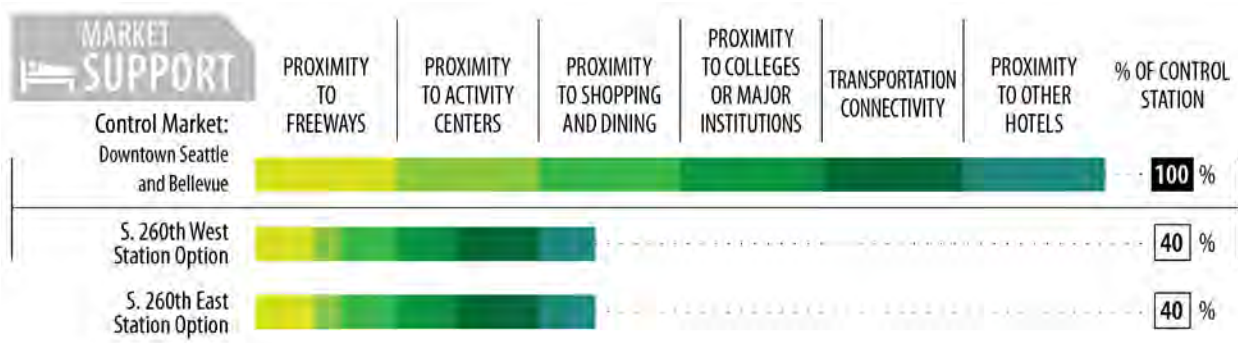 MARKET
SUPPORT
PROXIMITY
TO
FREEWAYS
PROXIMITY
TO ACTIVITY
CENTERS
PROXIMITY
TO SHOPPING
AND DINING
PROXIMITY
TO COLLEGES
OR MAJOR
INSTITUTIONS
TRANSPORTATION
CONNECTIVITY
PROXIMITY
TO OTHER
HOTELS
% OF CONTROL
STATION
Control Market:
Downtown Seattle
and Bellevue
100 %
S. 260th West
Station Option
40 %
S. 260th East
Station Option
40 %